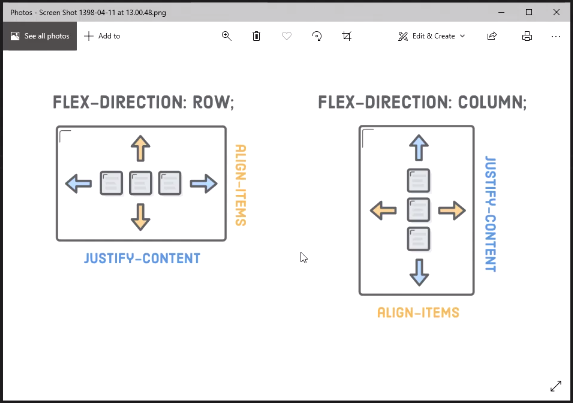 Photos - Screen Shot 1398-04-11 at 13.00.48.png
See all photos
Add to
Edit & Create
FLEX-DIRECTION: ROW;
FLEX-DIRECTION: COLUMN;
ALIGN-ITEMS
JUSTIFY-CONTENT
JUSTIFY-CONTENT
ALIGN-ITEMS